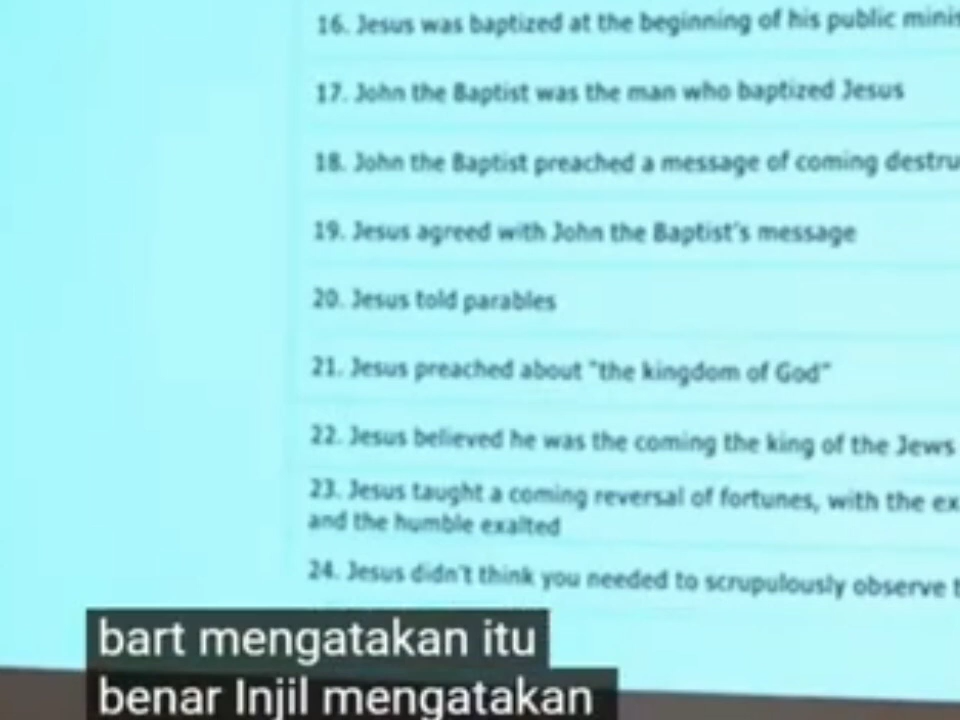 16. Jesus was baptized at the beginning of his public
17. John the Baptist was the man who baptized Jesus
18. John the Baptist preached a message of coming
19. Jesus agreed with John the Baptist's message
20. Jesus told parables
21. Jesus preached about "the kingdom of God"
22. Jesus believed he was the coming the king of the Jews
23. Jesus taught a coming reversal of fortunes, with the
and the humble exalted
24. Jesus didn't think you needed to scrupulously observe
bart mengatakan itu
benar Injil mengatakan